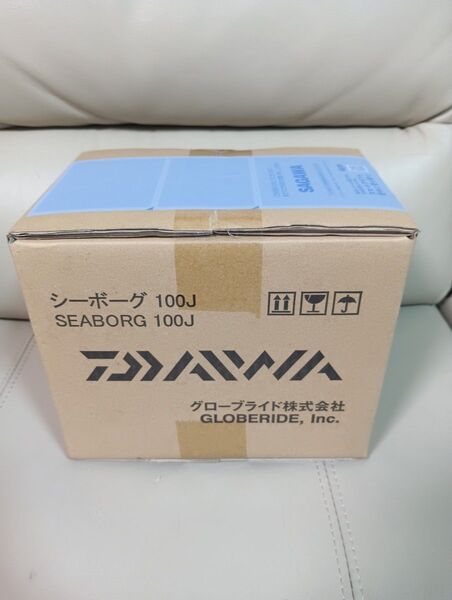 SAGAWA
シーボーグ 100J
SEABORG 100J
DAIWA
グローブライド株式会社
GLOBERIDE, Inc.